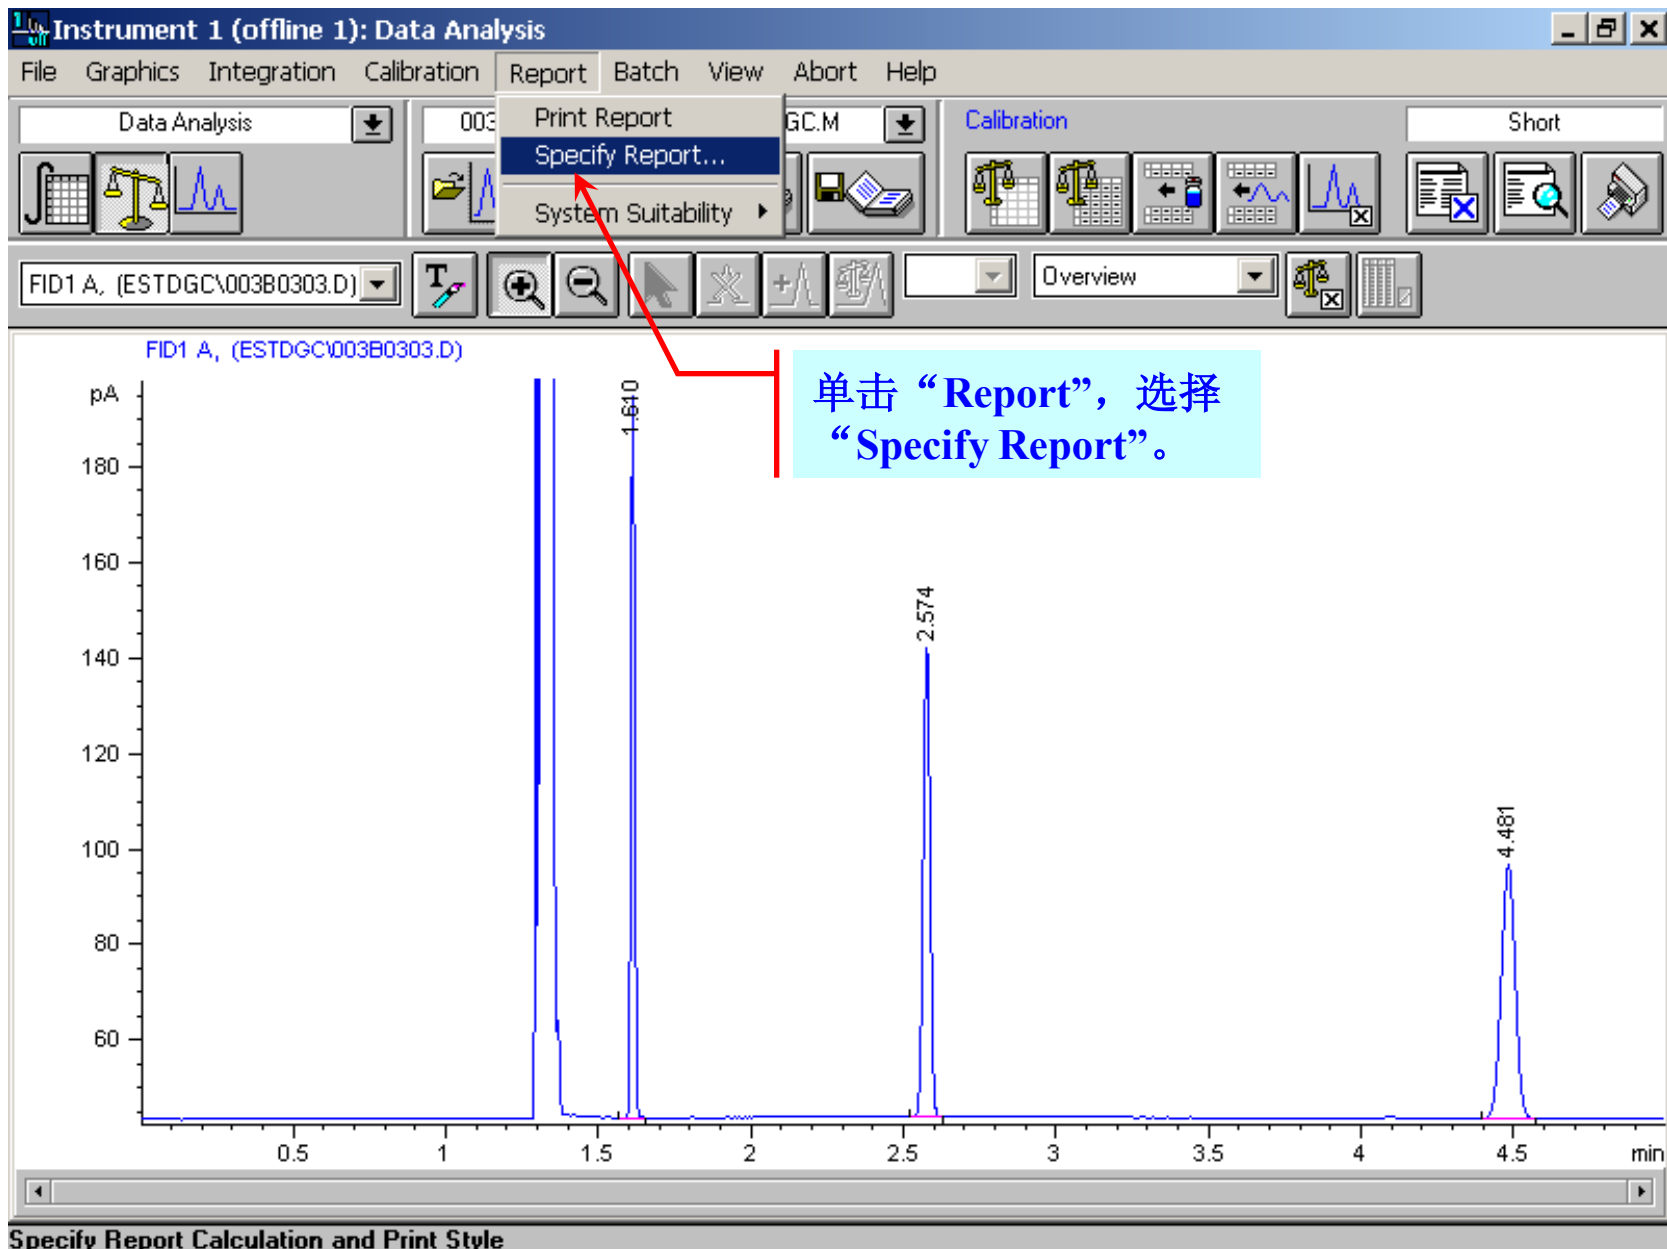 Instrument 1 (offline 1): Data Analysis
File Graphics Integration Calibration Report Batch View Abort Help
Print Report
Specify Report...
System Suitability
Data Analysis
003
GC.M
Calibration
Short
FID1 A, (ESTDGC\003B0303.D)
Overview
FID1 A, (ESTDGC\003B0303.D)
pA
180
160
140
120
100
80
60
1.610
2.574
4.481
单击“Report”，选择
“Specify Report”。
0.5 1 1.5 2 2.5 3 3.5 4 4.5 min
Specify Report Calculation and Print Style